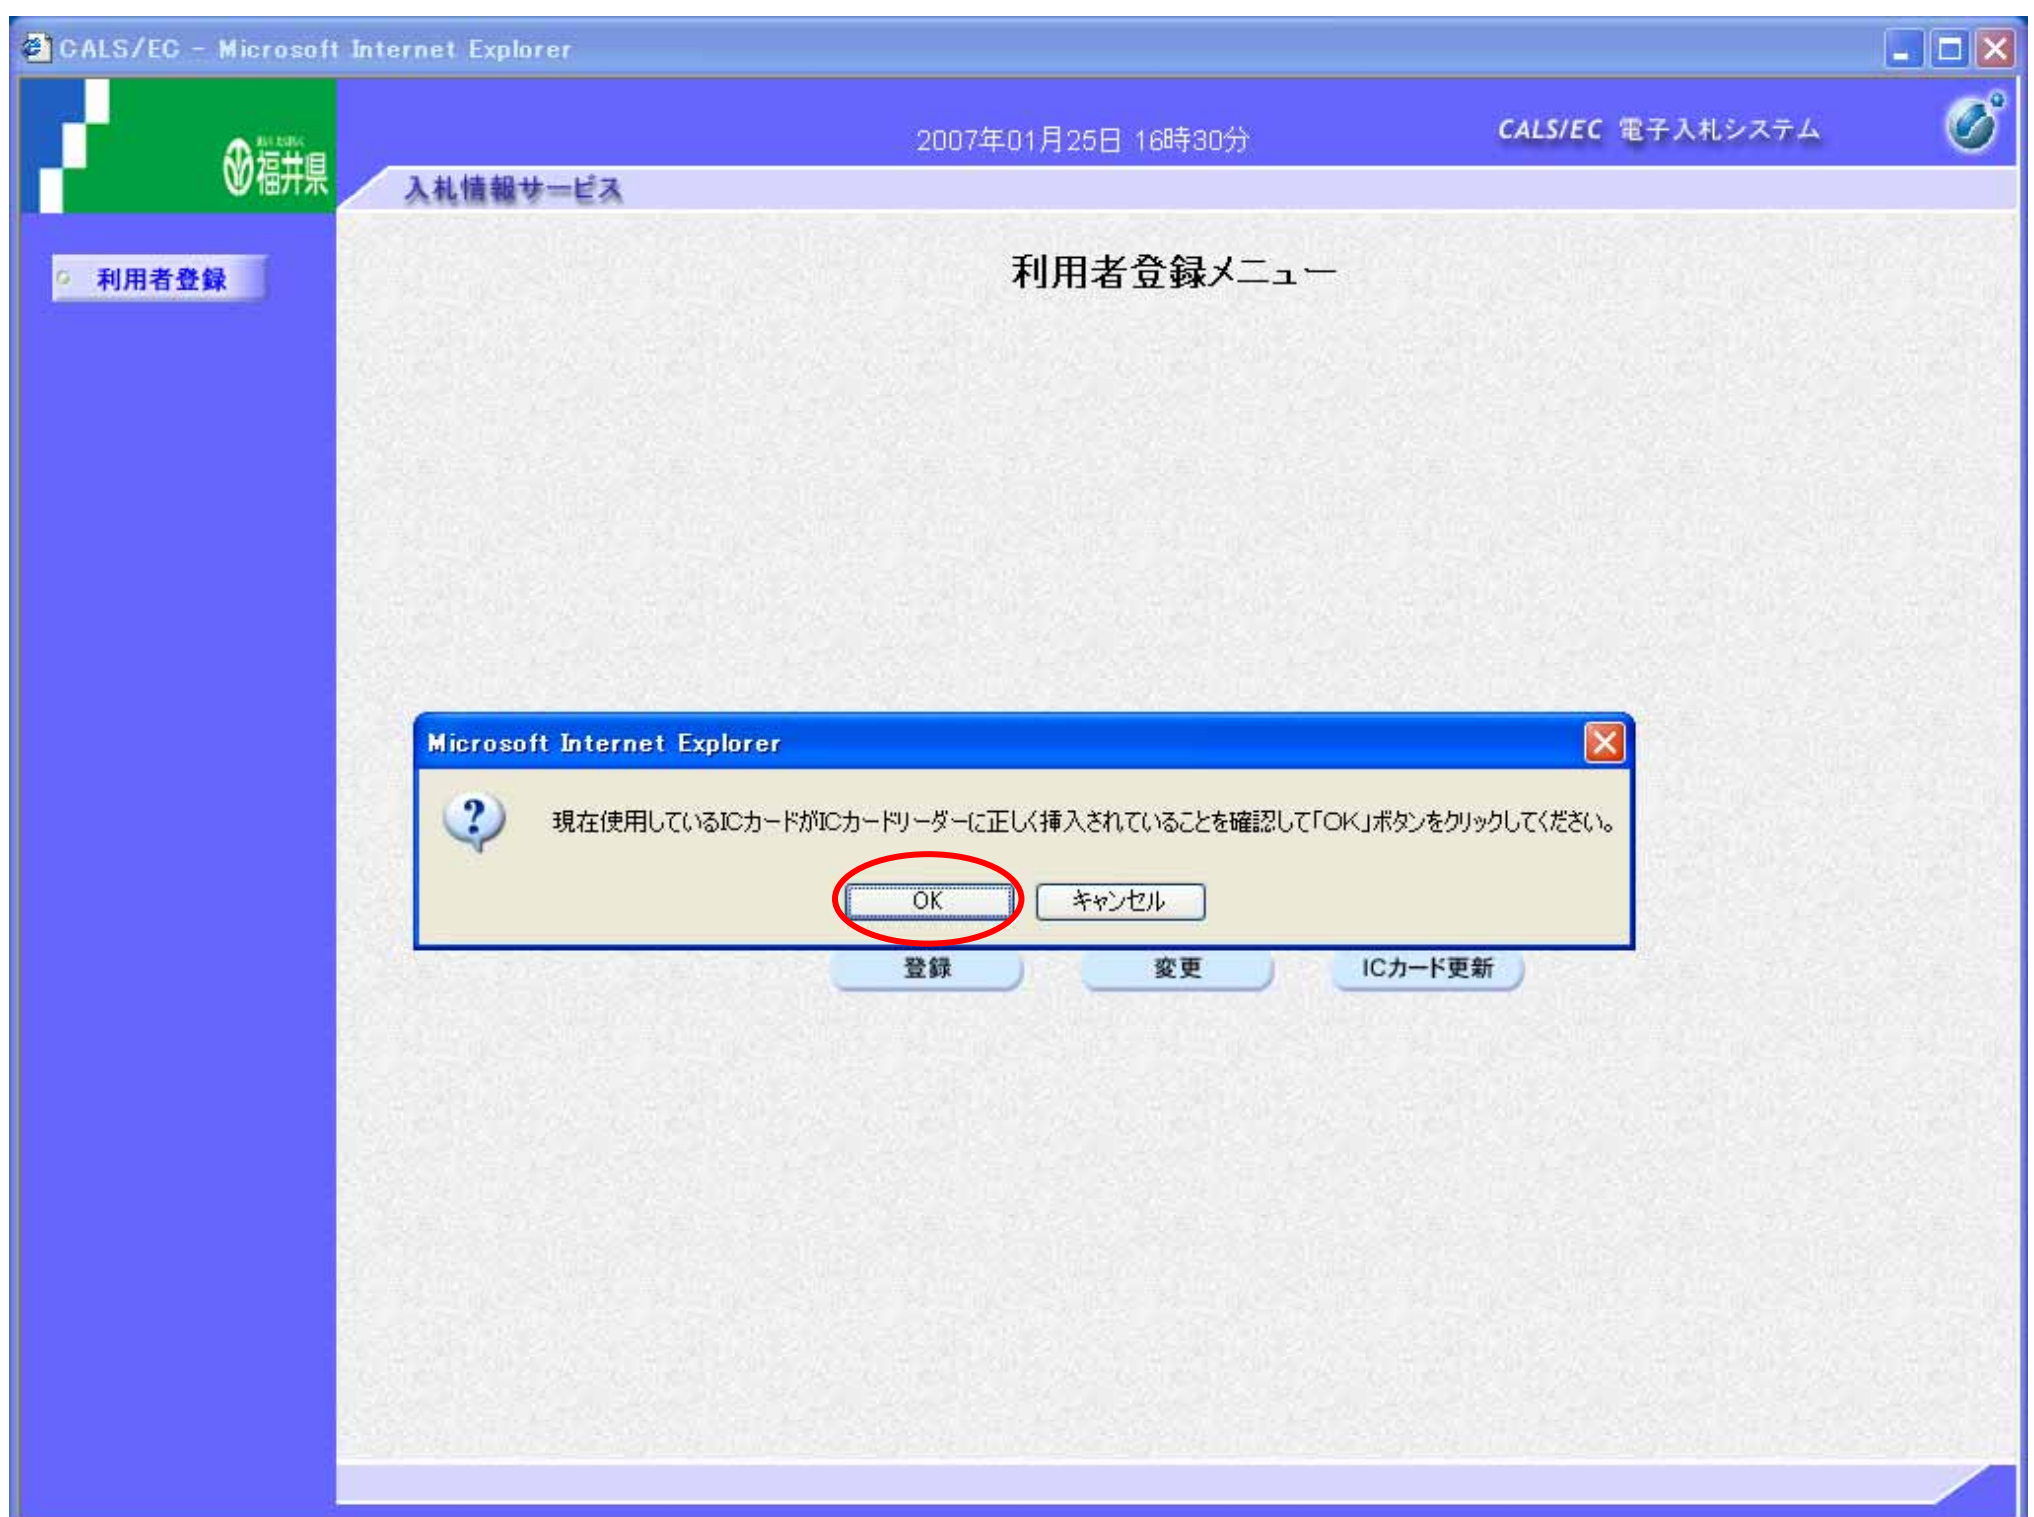 CALS/EC - Microsoft Internet Explorer
福井県
2007年01月25日 16時30分
CALS/EC 電子入札システム
入札情報サービス
利用者登録
利用者登録メニュー
Microsoft Internet Explorer
現在使用しているICカードがICカードリーダーに正しく挿入されていることを確認して「OK」ボタンをクリックしてください。
OK
キャンセル
登録
変更
ICカード更新